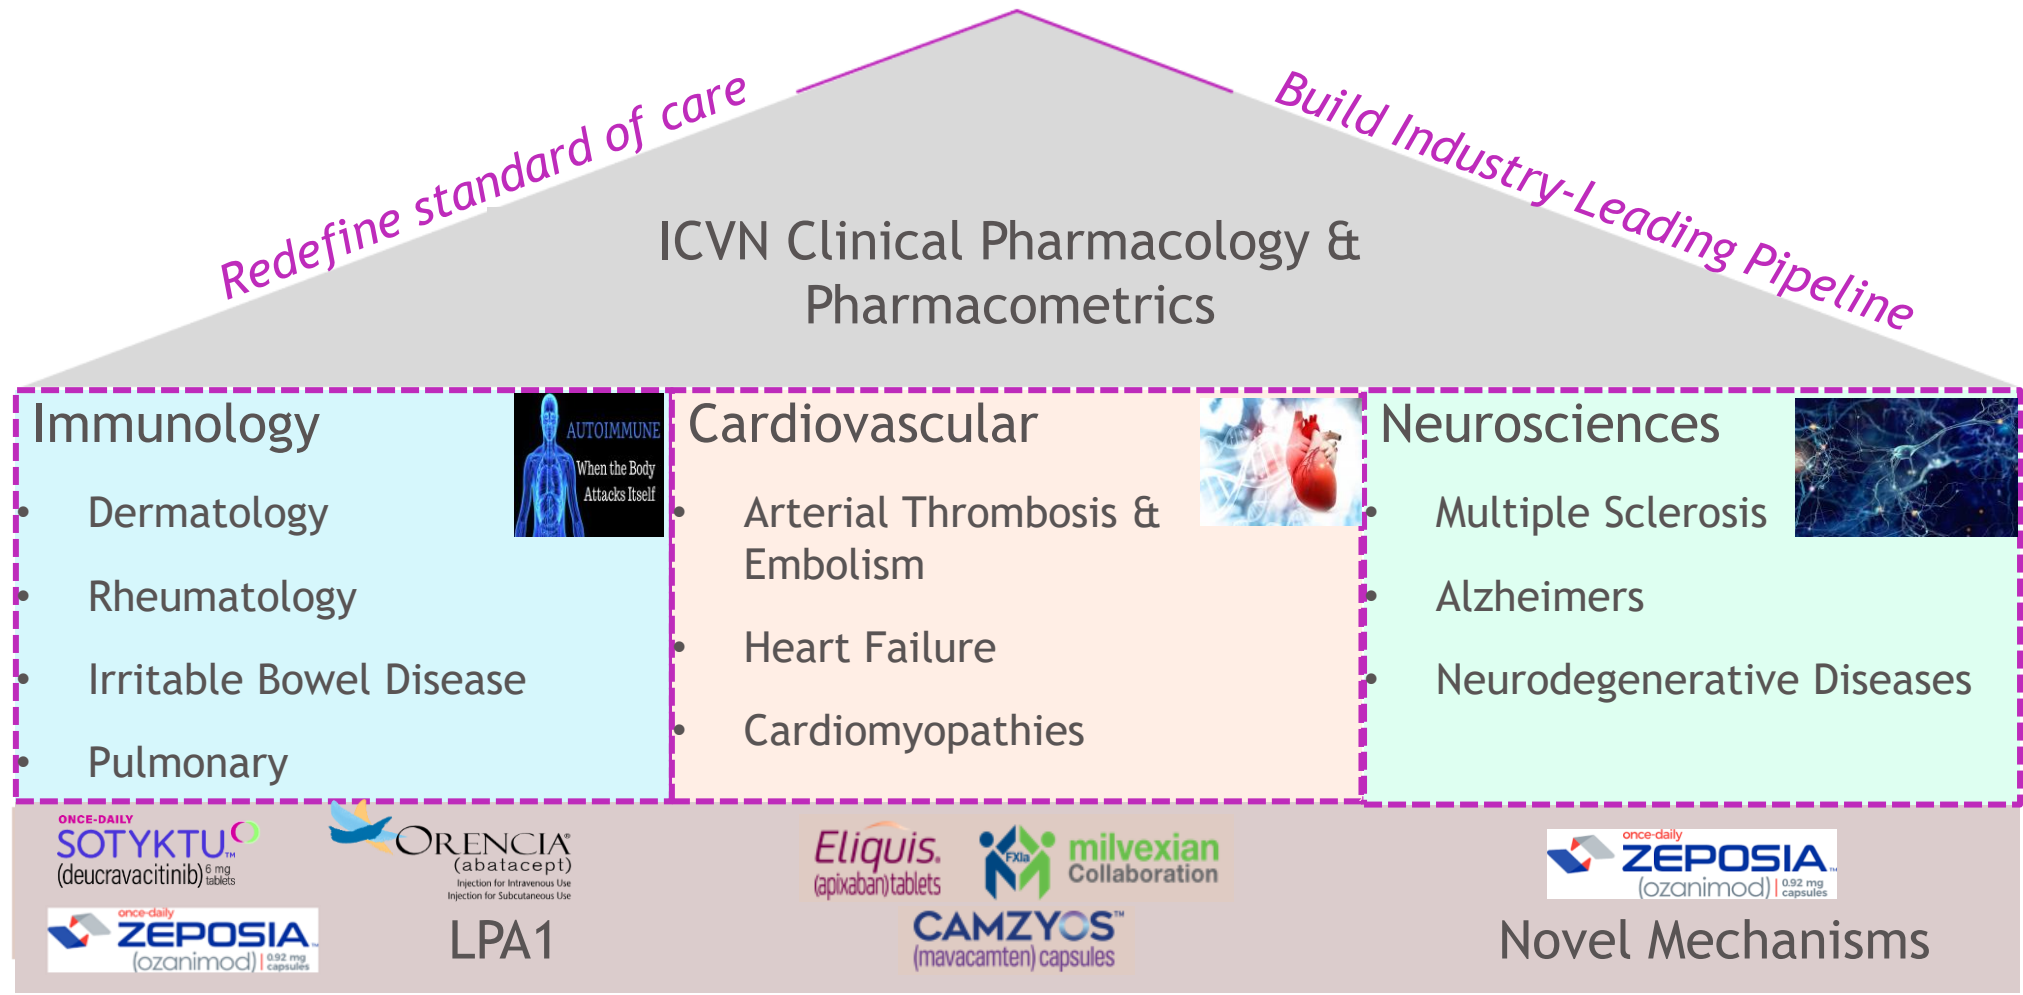 Redefine standard of care
Build Industry-Leading Pipeline
ICVN Clinical Pharmacology &
Pharmacometrics
Immunology
AUTOIMMUNE
When the Body
Attacks Itself
• Dermatology
• Rheumatology
• Irritable Bowel Disease
• Pulmonary
Cardiovascular
• Arterial Thrombosis &
Embolism
• Heart Failure
• Cardiomyopathies
Neurosciences
• Multiple Sclerosis
• Alzheimers
• Neurodegenerative Diseases
ONCE-DAILY
SOTYKTU™
(deucravacitinib) 6 mg tablets
ORENCIA®
(abatacept)
Injection for Intravenous Use
Injection for Subcutaneous Use
once-daily
ZEPOSIA™
(ozanimod) | 0.92 mg capsules
LPA1
Eliquis.
(apixaban) tablets
FXIa
milvexian
Collaboration
CAMZYOS™
(mavacamten) capsules
once-daily
ZEPOSIA™
(ozanimod) | 0.92 mg capsules
Novel Mechanisms